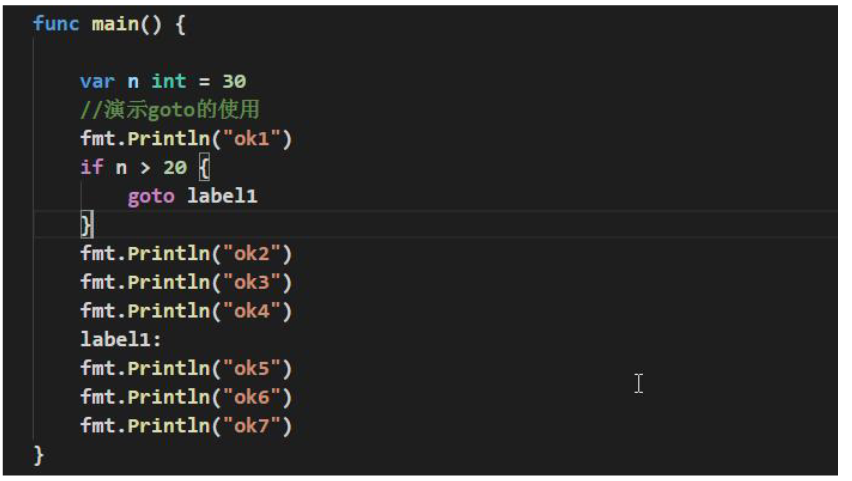 func main() {
var n int = 30
//演示goto的使用
fmt.Println("ok1")
if n > 20 {
goto label1
}
fmt.Println("ok2")
fmt.Println("ok3")
fmt.Println("ok4")
label1:
fmt.Println("ok5")
fmt.Println("ok6")
fmt.Println("ok7")
}